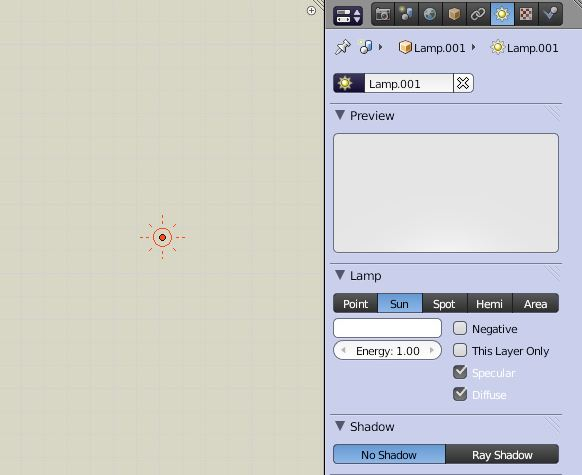 Lamp.001 Lamp.001
Lamp.001
Preview
Lamp
Point Sun Spot Hemi Area
Negative
Energy: 1.00 This Layer Only
Specular
Diffuse
Shadow
No Shadow Ray Shadow